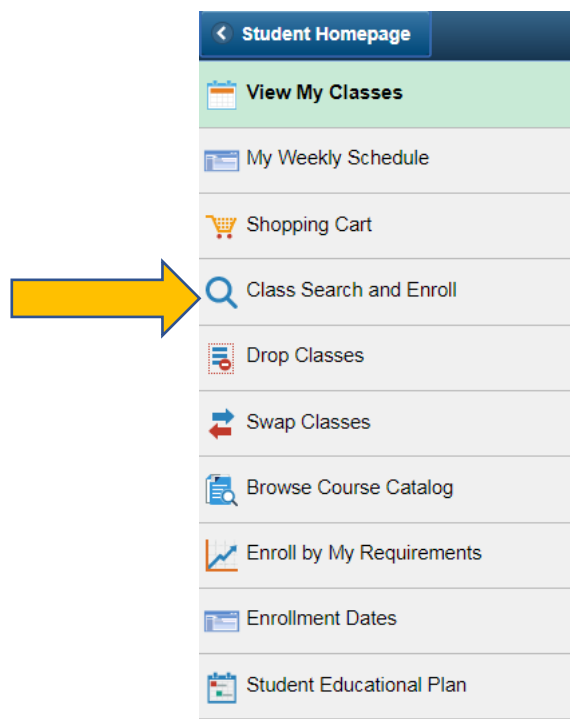 Student Homepage
View My Classes
My Weekly Schedule
Shopping Cart
Class Search and Enroll
Drop Classes
Swap Classes
Browse Course Catalog
Enroll by My Requirements
Enrollment Dates
Student Educational Plan